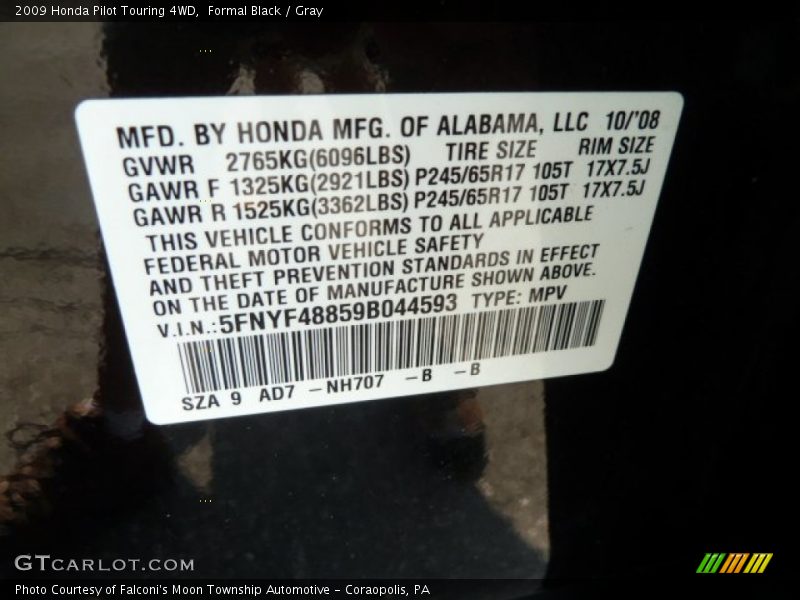 2009 Honda Pilot Touring 4WD,  Formal Black / Gray
MFD. BY HONDA MFG. OF ALABAMA, LLC 10/'08
GVWR 2765KG(6096LBS) TIRE SIZE RIM SIZE
GAWR F 1325KG(2921LBS) P245/65R17 105T 17X7.5J
GAWR R 1525KG(3362LBS) P245/65R17 105T 17X7.5J
THIS VEHICLE CONFORMS TO ALL APPLICABLE
FEDERAL MOTOR VEHICLE SAFETY
AND THEFT PREVENTION STANDARDS IN EFFECT
ON THE DATE OF MANUFACTURE SHOWN ABOVE.
V.I.N.:5FNYF48859B044593 TYPE: MPV
SZA 9 AD7 -NH707 -B -B
GTCARLOT.COM
Photo Courtesy of Falconi's Moon Township Automotive - Coraopolis, PA